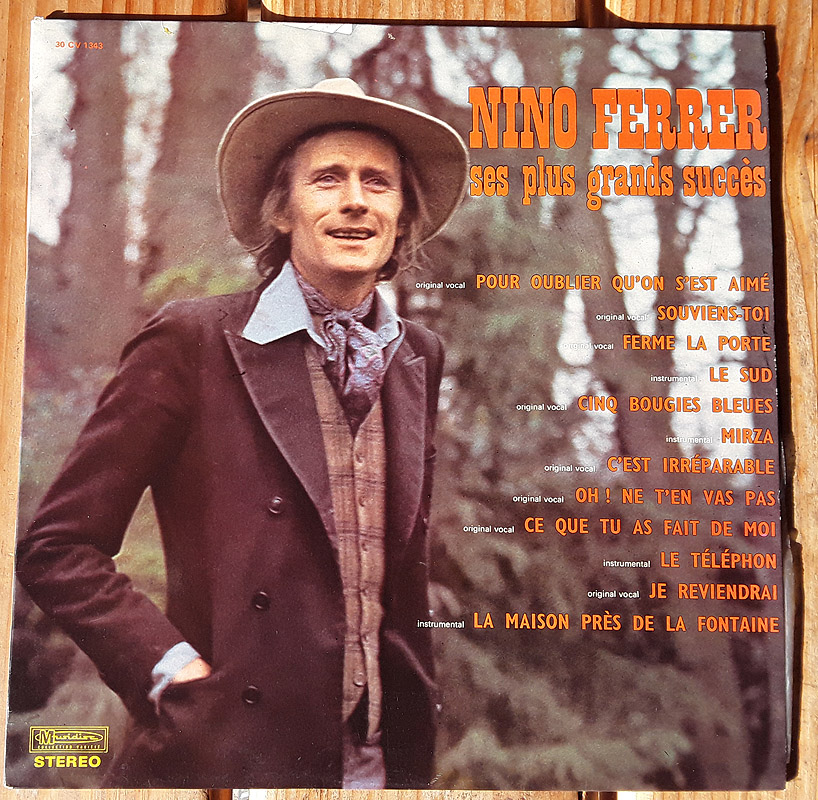 30 CV 1343
NINO FERRER
ses plus grands succès
original vocal POUR OUBLIER QU'ON S'EST AIMÉ
original vocal SOUVIENS-TOI
original vocal FERME LA PORTE
instrumental LE SUD
original vocal CINQ BOUGIES BLEUES
instrumental MIRZA
original vocal C'EST IRRÉPARABLE
original vocal OH ! NE T'EN VAS PAS
original vocal CE QUE TU AS FAIT DE MOI
instrumental LE TÉLÉPHON
original vocal JE REVIENDRAI
instrumental LA MAISON PRÈS DE LA FONTAINE
Musidisc
STEREO